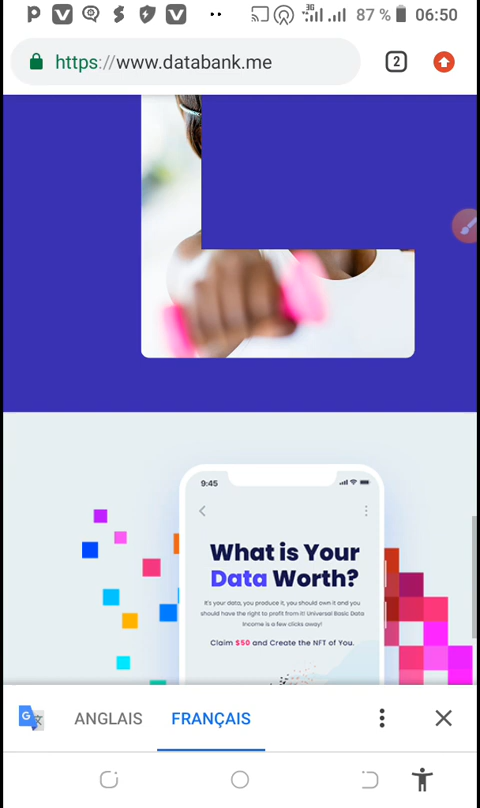 3G
87 % 06:50
https://www.databank.me
2
9:45
What is Your
Data Worth?
It's your data, you produce it, you should own it and you
should have the right to profit from it! Universal Basic Data
Income is a few clicks away!
Claim $50 and Create the NFT of You.
G 文 ANGLAIS FRANÇAIS